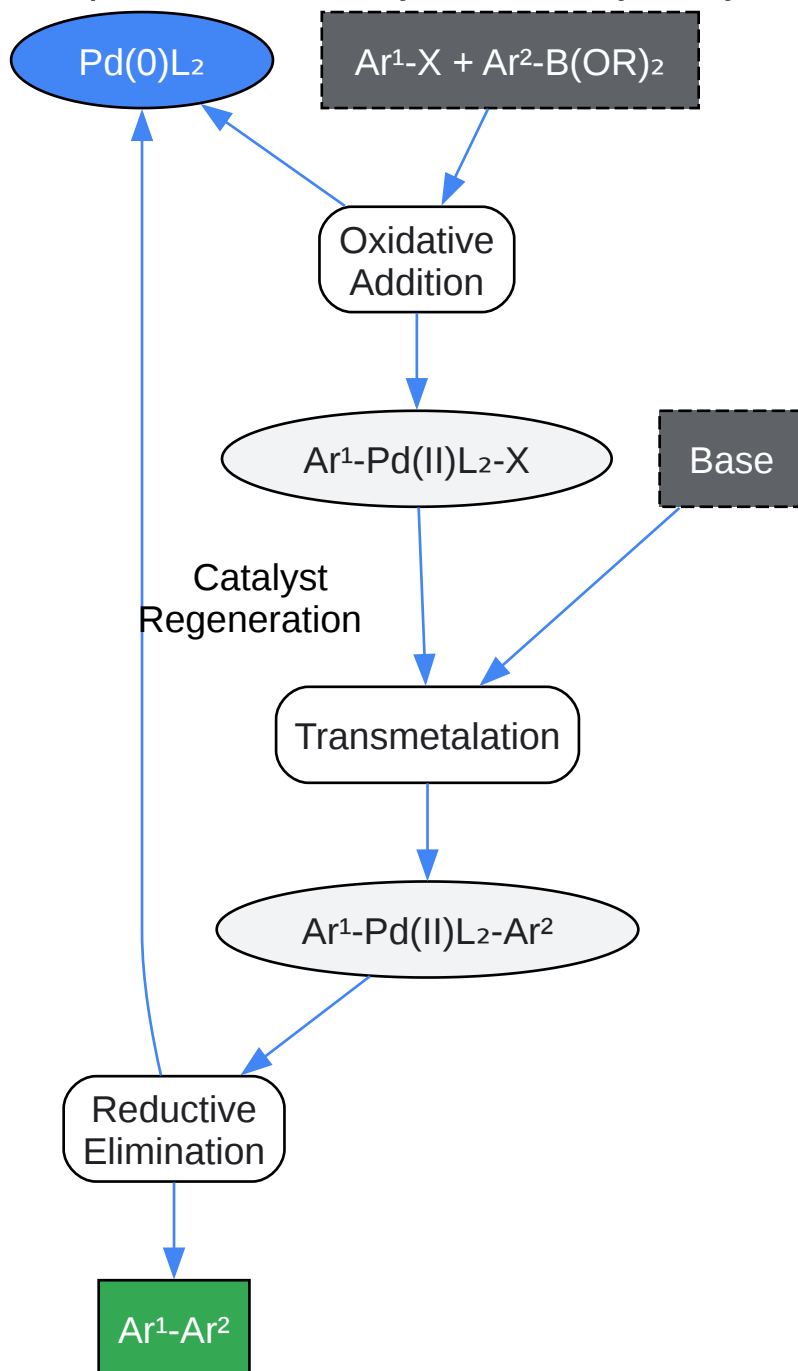 Pd(0)L₂
Ar¹-X + Ar²-B(OR)₂
Oxidative
Addition
Ar¹-Pd(II)L₂-X
Base
Catalyst
Regeneration
Transmetalation
Ar¹-Pd(II)L₂-Ar²
Reductive
Elimination
Ar¹-Ar²